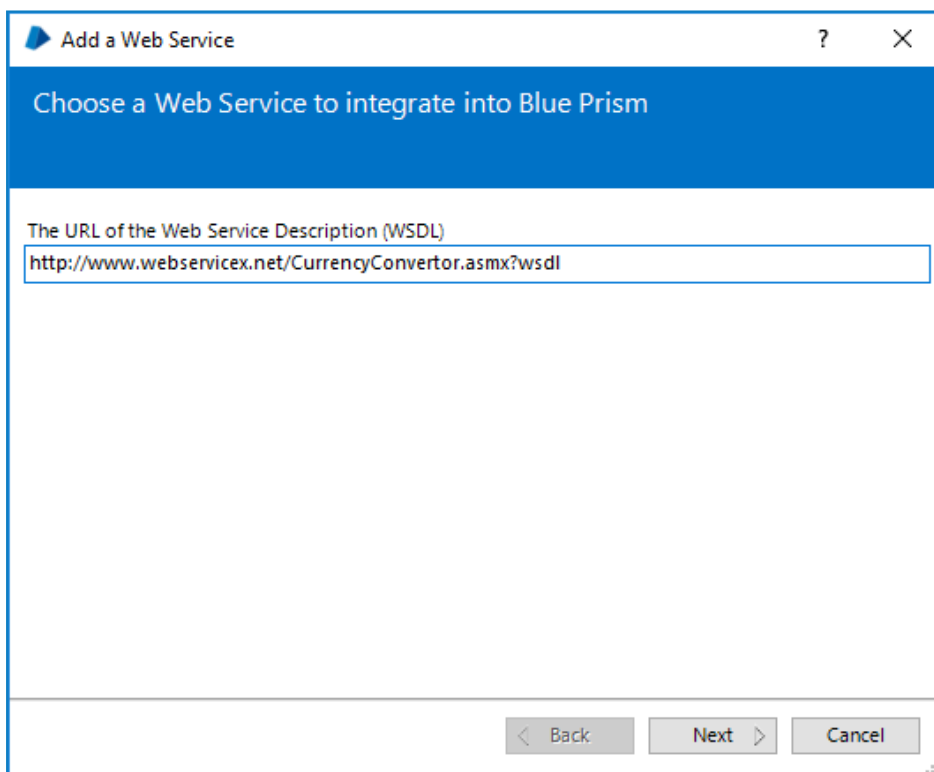 Add a Web Service
?
Choose a Web Service to integrate into Blue Prism
The URL of the Web Service Description (WSDL)
http://www.webservicex.net/CurrencyConvertor.asmx?wsdl
Back
Next
Cancel